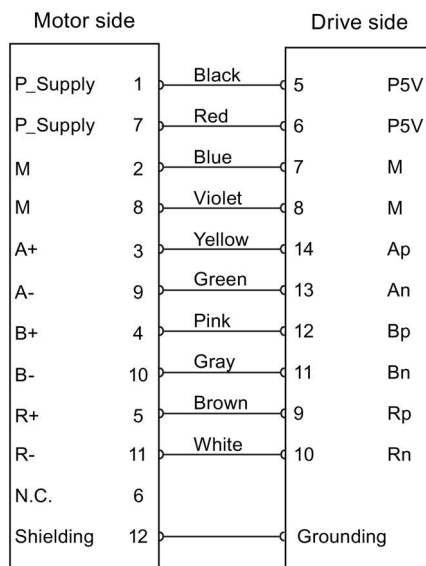 Motor side Drive side
P_Supply 1 Black 5 P5V
P_Supply 7 Red 6 P5V
M 2 Blue 7 M
M 8 Violet 8 M
A+ 3 Yellow 14 Ap
A- 9 Green 13 An
B+ 4 Pink 12 Bp
B- 10 Gray 11 Bn
R+ 5 Brown 9 Rp
R- 11 White 10 Rn
N.C. 6
Shielding 12 Grounding